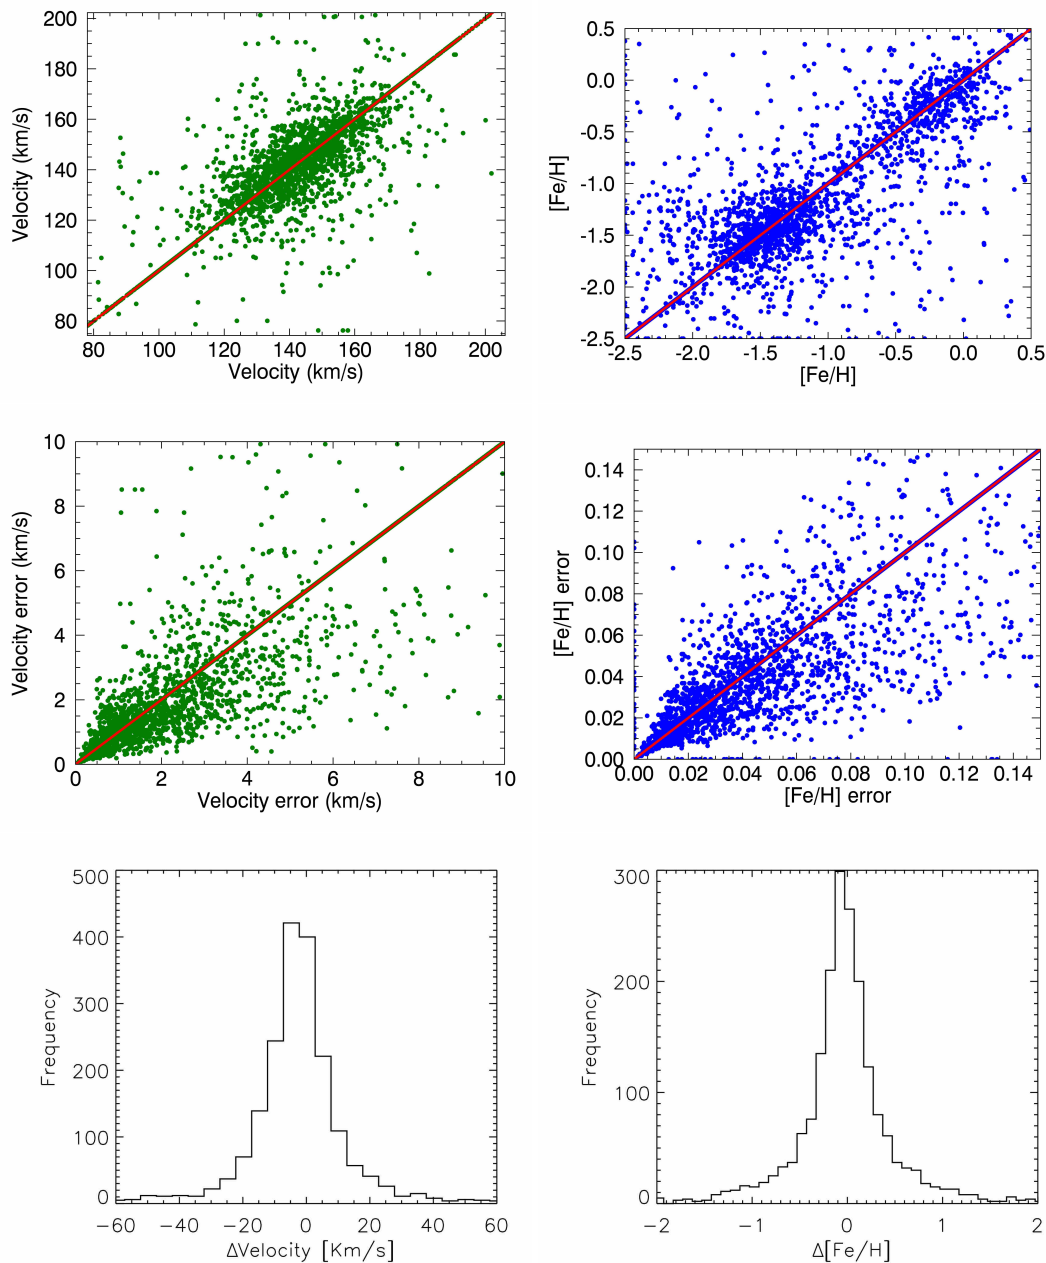 200
180
160
140
120
100
80
Velocity (km/s)
80 100 120 140 160 180 200
Velocity (km/s)
0.5
0.0
-0.5
-1.0
-1.5
-2.0
-2.5
[Fe/H]
-2.5 -2.0 -1.5 -1.0 -0.5 0.0 0.5
[Fe/H]
10
8
6
4
2
0
Velocity error (km/s)
0 2 4 6 8 10
Velocity error (km/s)
0.14
0.12
0.10
0.08
0.06
0.04
0.02
0.00
[Fe/H] error
0.00 0.02 0.04 0.06 0.08 0.10 0.12 0.14
[Fe/H] error
500
400
300
200
100
0
Frequency
−60 −40 −20 0 20 40 60
ΔVelocity [Km/s]
300
200
100
0
Frequency
−2 −1 0 1 2
Δ[Fe/H]